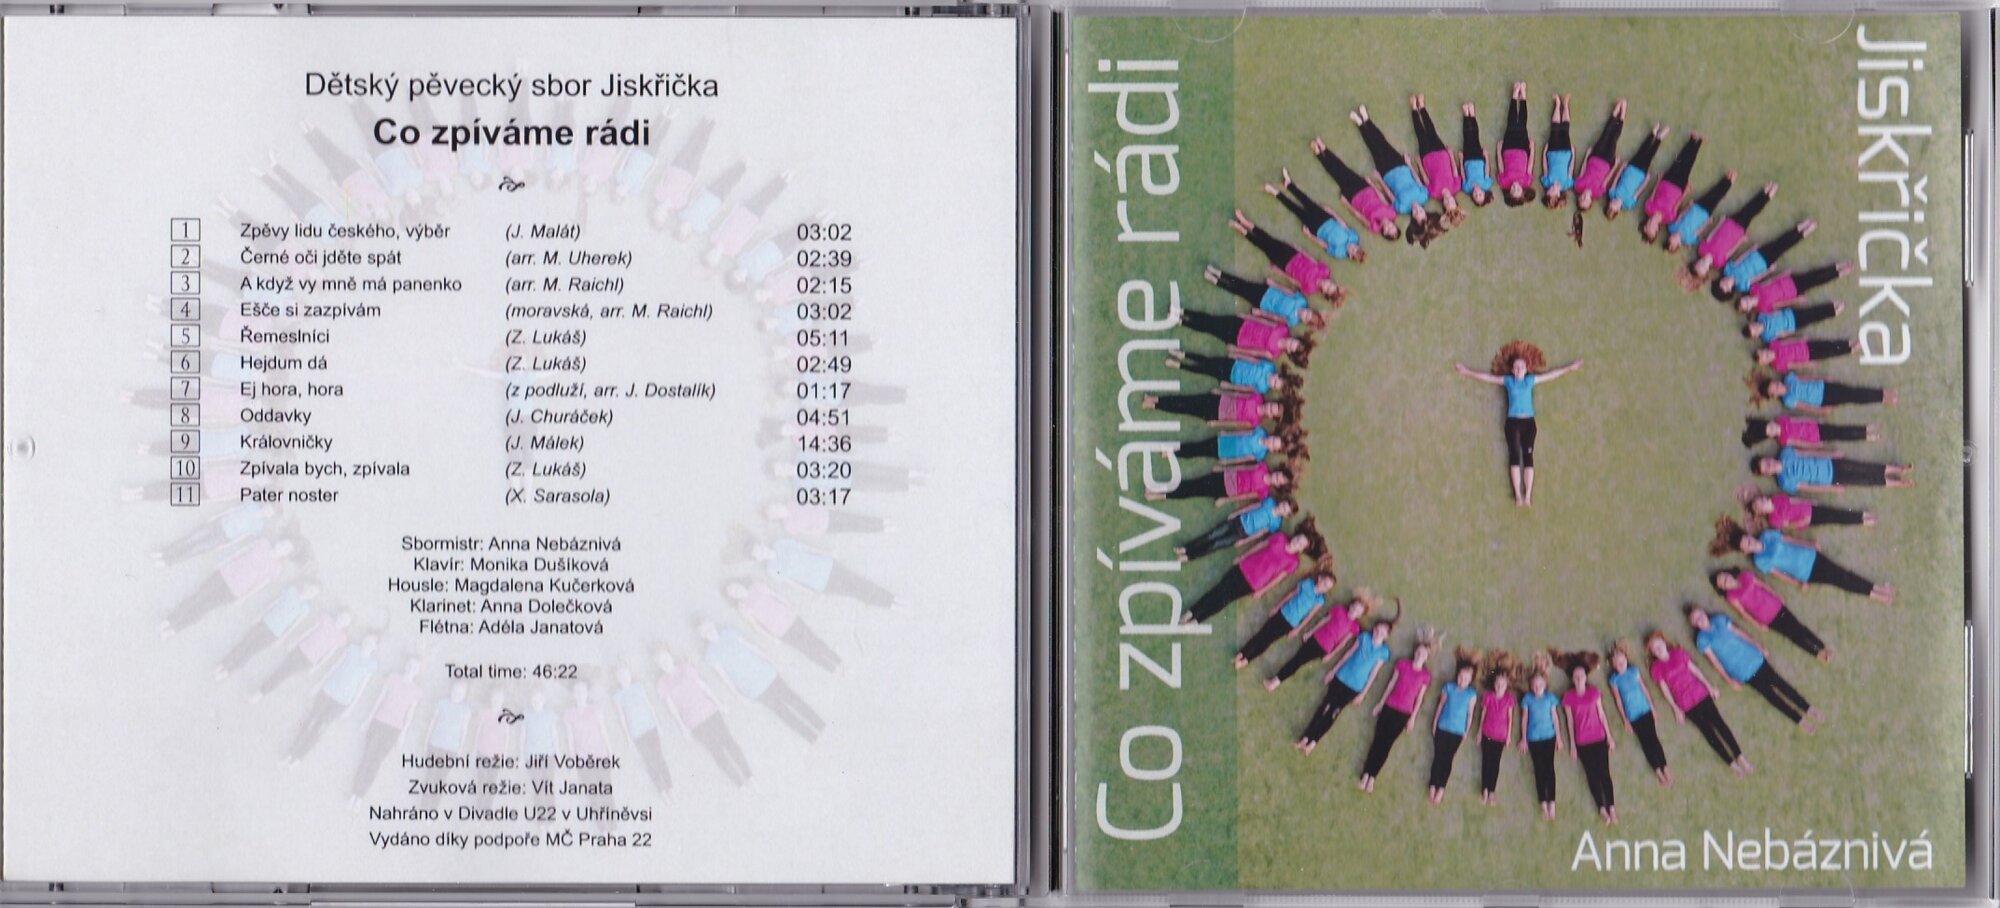 Dětský pěvecký sbor Jiskřička
Co zpíváme rádi
1 Zpěvy lidu českého, výběr (J. Malát) 03:02
2 Černé oči jděte spát (arr. M. Uherek) 02:39
3 A když vy mně má panenko (arr. M. Raichl) 02:15
4 Ešče si zazpívám (moravská, arr. M. Raichl) 03:02
5 Řemeslníci (Z. Lukáš) 05:11
6 Hejdum dá (Z. Lukáš) 02:49
7 Ej hora, hora (z podluží, arr. J. Dostalík) 01:17
8 Oddavky (J. Churáček) 04:51
9 Královničky (J. Málek) 14:36
10 Zpívala bych, zpívala (Z. Lukáš) 03:20
11 Pater noster (X. Sarasola) 03:17
Sbormistr: Anna Nebáznivá
Klavír: Monika Dušíková
Housle: Magdalena Kučerková
Klarinet: Anna Dolečková
Flétna: Adéla Janatová
Total time: 46:22
Hudební režie: Jiří Voběrek
Zvuková režie: Vít Janata
Nahráno v Divadle U22 v Uhříněvsi
Vydáno díky podpoře MČ Praha 22
Co zpíváme rádi
Jiskřička
Anna Nebáznivá